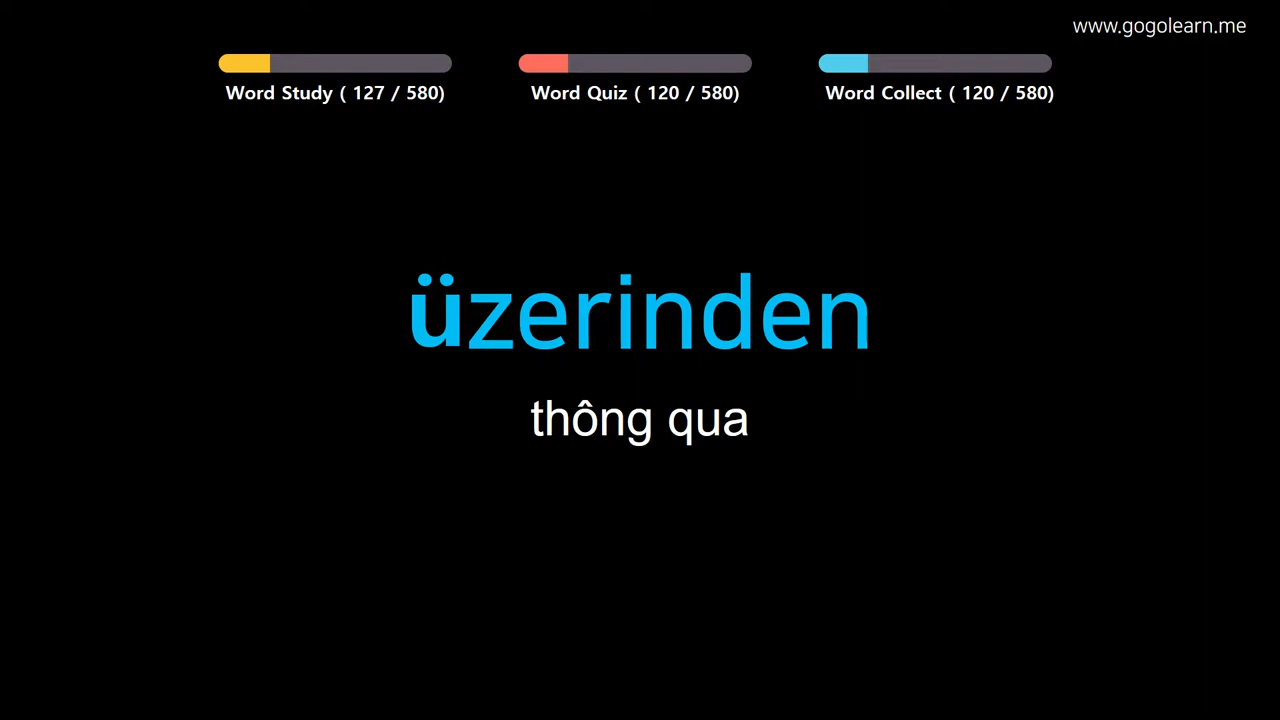 www.gogolearn.me
Word Study ( 127 / 580)
Word Quiz ( 120 / 580)
Word Collect ( 120 / 580)
üzerinden
thông qua